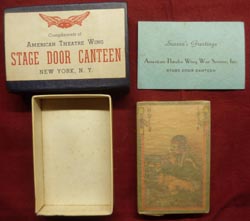 Compliments of
AMERICAN THEATRE WING
STAGE DOOR CANTEEN
NEW YORK, N. Y.
Season's Greetings
American Theatre Wing War Service, Inc.
STAGE DOOR CANTEEN